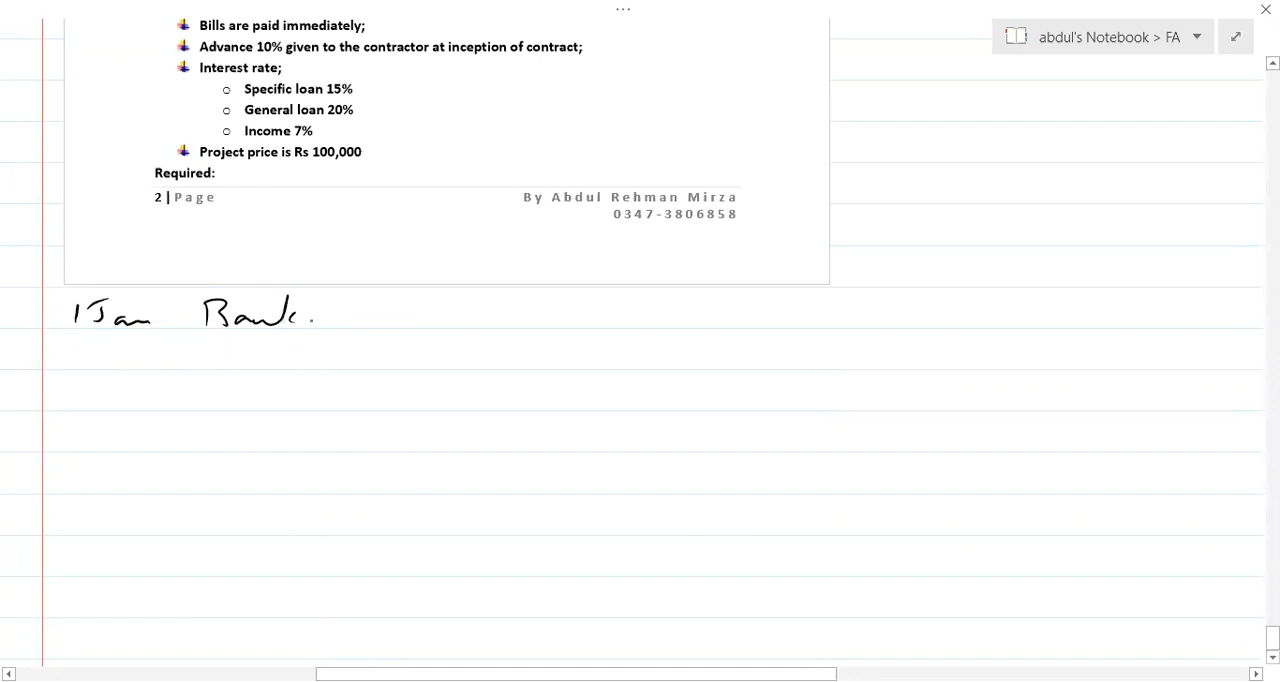 ...
abdul's Notebook > FA
Bills are paid immediately;
Advance 10% given to the contractor at inception of contract;
Interest rate;
o Specific loan 15%
o General loan 20%
o Income 7%
Project price is Rs 100,000
Required:
2 | Page
By Abdul Rehman Mirza
0347-3806858
1 Jan Bank.